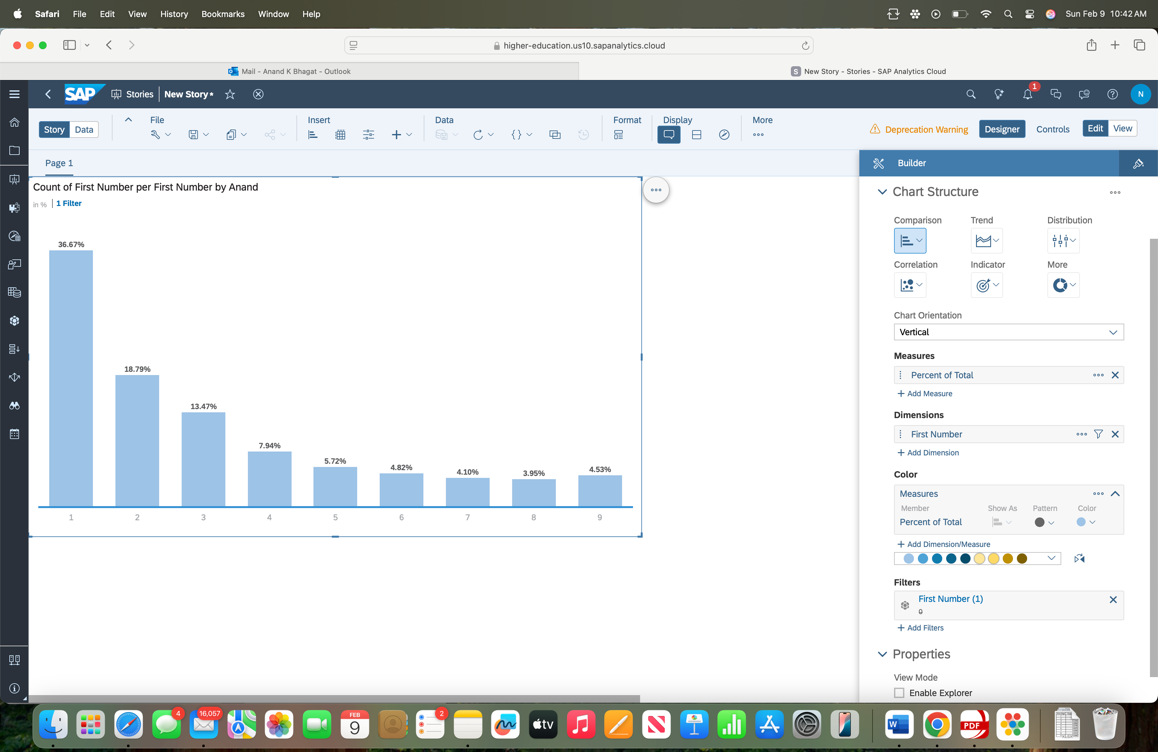 Safari File Edit View History Bookmarks Window Help Sun Feb 9 10:42 AM
higher-education.us10.sapanalytics.cloud
Mail - Anand K Bhagat - Outlook
S New Story - Stories - SAP Analytics Cloud
SAP Stories New Story* 1 N
Story Data
File Insert Data Format Display More
Deprecation Warning Designer Controls Edit View
Page 1
Count of First Number per First Number by Anand
in % 1 Filter
36.67%
18.79%
13.47%
7.94%
5.72%
4.82%
4.10%
3.95%
4.53%
1 2 3 4 5 6 7 8 9
Builder
Chart Structure
Comparison Trend Distribution
Correlation Indicator More
Chart Orientation
Vertical
Measures
Percent of Total
+ Add Measure
Dimensions
First Number
+ Add Dimension
Color
Measures
Member Show As Pattern Color
Percent of Total
+ Add Dimension/Measure
Filters
First Number (1)
+ Add Filters
Properties
View Mode
Enable Explorer
4 16,057 FEB 9 2 tv W PDF